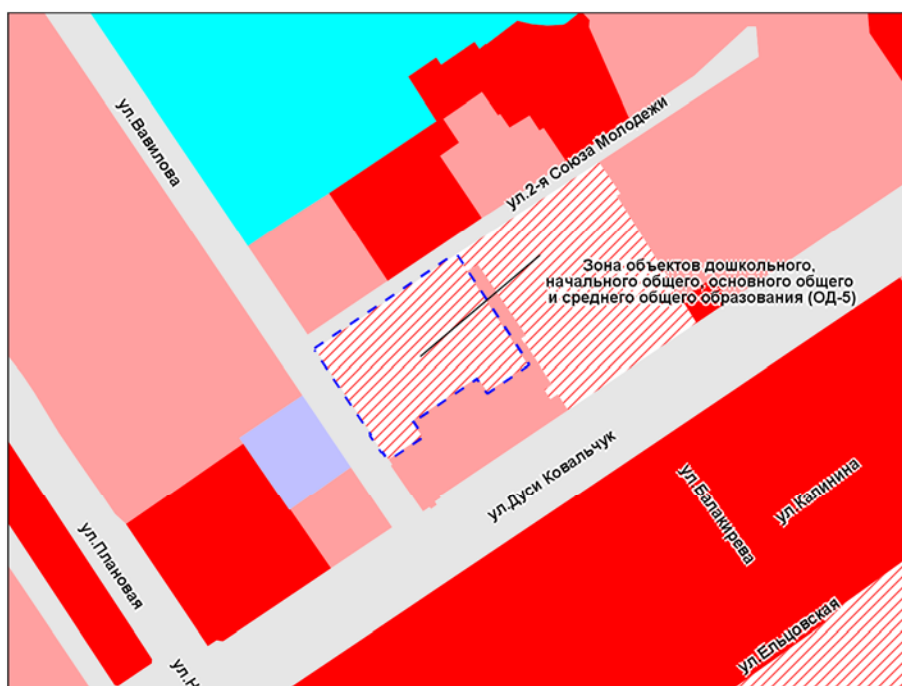 ул.Вавилова
ул.2-я Союза Молодежи
Зона объектов дошкольного,
начального общего, основного общего
и среднего общего образования (ОД-5)
ул.Дуси Ковальчук
ул.Балакирева
ул.Калинина
ул.Плановая
ул.Ельцовская